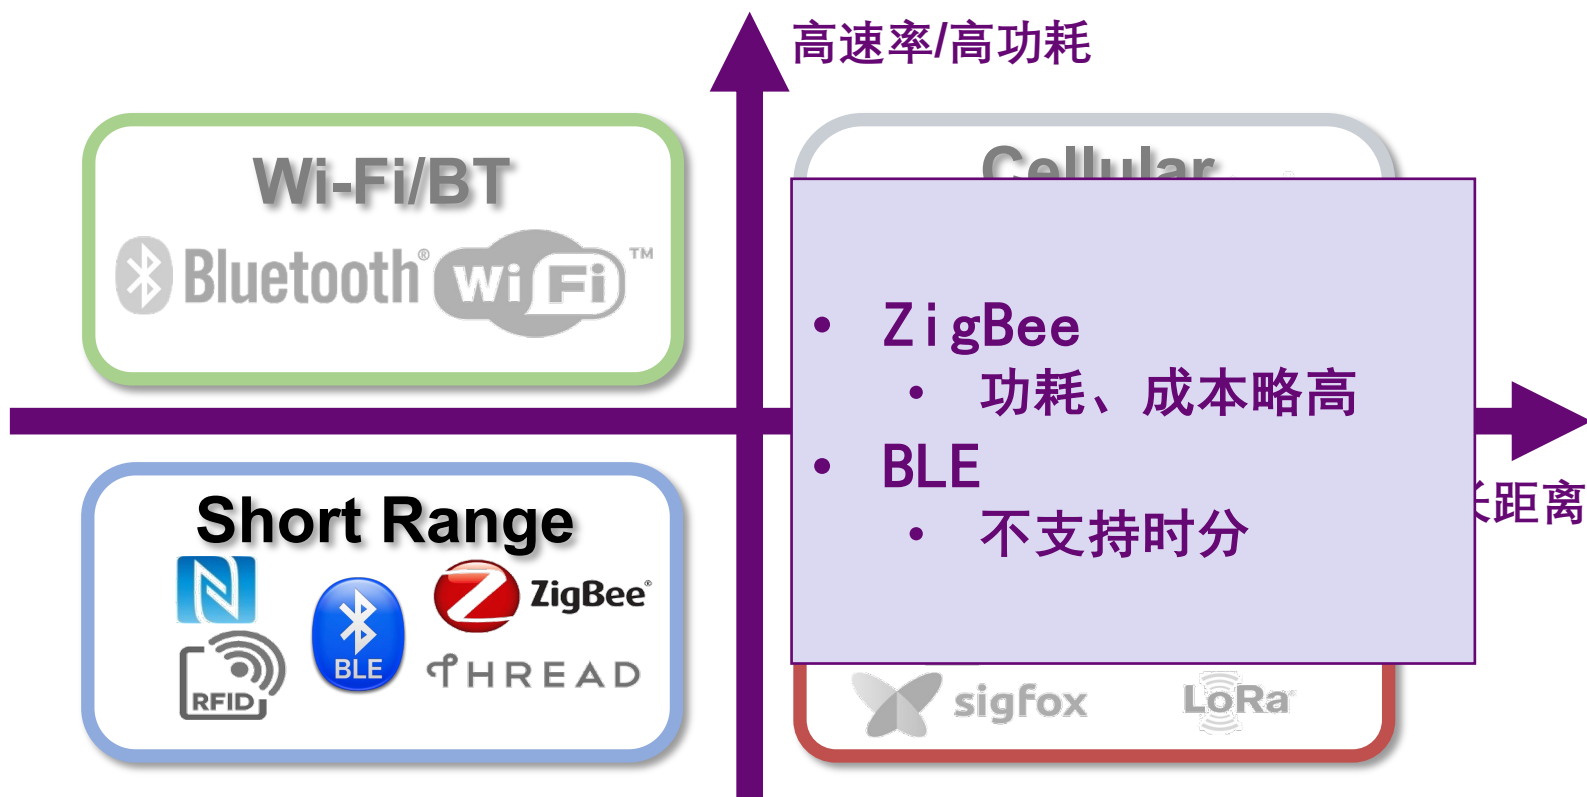 高速率/高功耗
Wi-Fi/BT
Bluetooth®
Wi Fi™
Cellular
• ZigBee
• 功耗、成本略高
• BLE
• 不支持时分
距离
Short Range
ZigBee®
RFID
BLE
THREAD
sigfox
LoRa